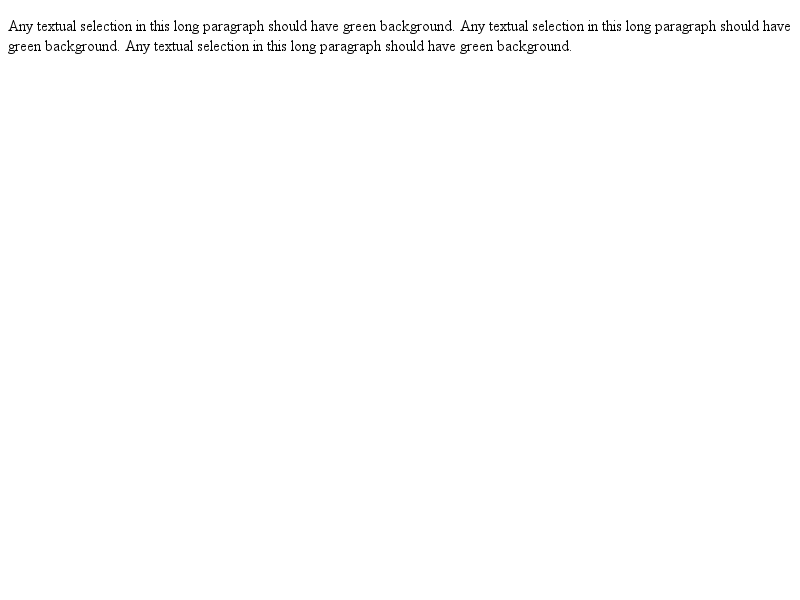 Any textual selection in this long paragraph should have green background. Any textual selection in this long paragraph should have
green background. Any textual selection in this long paragraph should have green background.